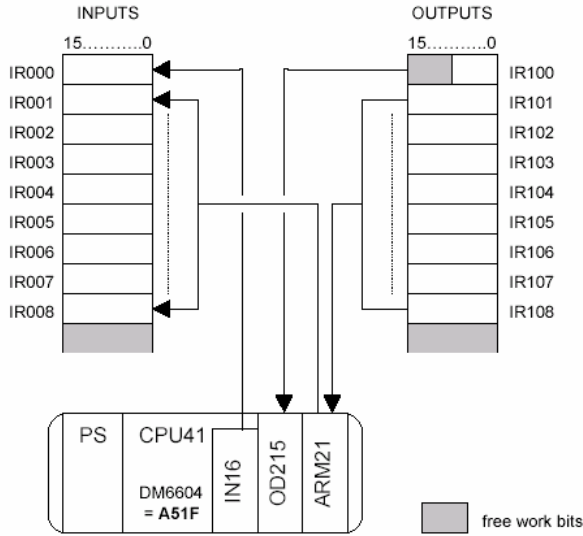 INPUTS
15..........0
IR000
IR001
IR002
IR003
IR004
IR005
IR006
IR007
IR008
OUTPUTS
15..........0
IR100
IR101
IR102
IR103
IR104
IR105
IR106
IR107
IR108
PS
CPU41
DM6604
= A51F
IN16
OD215
ARM21
free work bits